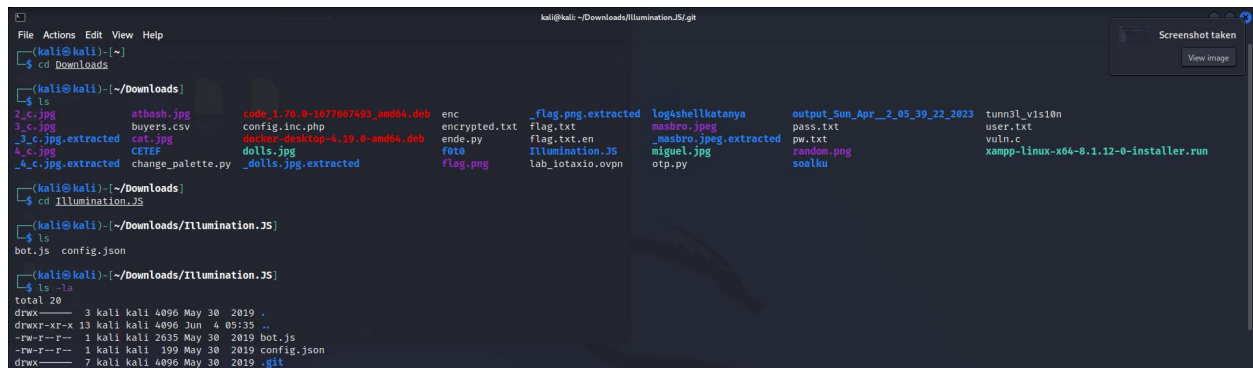 kali@kali: ~/Downloads/Illumination.JS/.git
File Actions Edit View Help
Screenshot taken
View image
┌──(kali㉿kali)-[~]
└─$ cd Downloads
┌──(kali㉿kali)-[~/Downloads]
└─$ ls
2_c.jpg atbash.jpg code_1.76.0-1677667493_amd64.deb enc _flag.png.extracted log4shellkatanya output_Sun_Apr__2_05_39_22_2023 tunn3l_v1s10n
3_c.jpg buyers.csv config.inc.php encrypted.txt flag.txt masbro.jpeg pass.txt user.txt
_3_c.jpg.extracted cat.jpg docker-desktop-4.19.0-amd64.deb ende.py flag.txt.en _masbro.jpeg.extracted pw.txt vuln.c
4_c.jpg CETEF dolls.jpg f0t0 Illumination.JS miguel.jpg random.png xampp-linux-x64-8.1.12-0-installer.run
_4_c.jpg.extracted change_palette.py _dolls.jpg.extracted flag.png lab_iotaxio.ovpn otp.py soalku
┌──(kali㉿kali)-[~/Downloads]
└─$ cd Illumination.JS
┌──(kali㉿kali)-[~/Downloads/Illumination.JS]
└─$ ls
bot.js config.json
┌──(kali㉿kali)-[~/Downloads/Illumination.JS]
└─$ ls -la
total 20
drwx------ 3 kali kali 4096 May 30 2019 .
drwxr-xr-x 13 kali kali 4096 Jun 4 05:35 ..
-rw-r--r-- 1 kali kali 2635 May 30 2019 bot.js
-rw-r--r-- 1 kali kali 199 May 30 2019 config.json
drwx------ 7 kali kali 4096 May 30 2019 .git